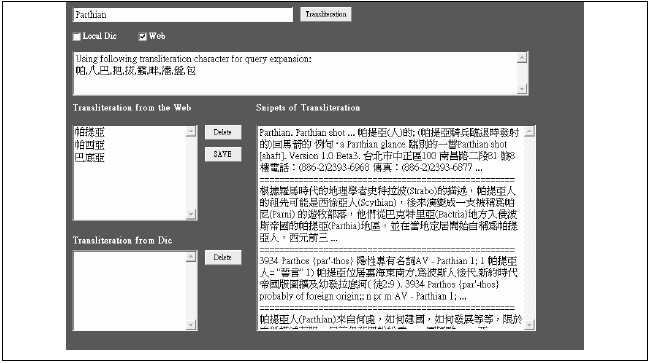 Parthian
Transliteration
Local Dic
Web
Using following transliteration character for query expansion:
帕,八,巴,把,拔,霸,畔,潘,盤,包
Transliteration from the Web
Snipets of Transliteration
帕提亞
帕西亞
巴底亞
Delete
SAVE
Parthian. Parthian shot ... 帕提亞(人)的; (帕提亞騎兵臨退時發射
的)回馬箭的 例句‧a Parthian glance 臨別的一瞥Parthian shot
[shaft]. Version 1.0 Beta3. 台北市中正區100 南昌路二段81 號8
樓電話:(886-2)2393-6968 傳真:(886-2)2393-6877 ...
根據羅馬時代的地理學者史特拉波(Strabo)的描述,帕提亞人
的祖先可能是西徐亞人(Scythian),後來演變成一支被稱爲帕
尼(Parni) 的遊牧部落,他們從巴克特里亞(Bactria)地方入侵波
斯帝國的帕提亞(Parthia)地區,並在當地定居開始自稱爲帕提
亞人,西元前三 ...
3934 Parthos {par'-thos} 陽性專有名詞AV - Parthian 1; 1 帕提亞
人= "誓言" 1) 帕提亞位居裏海東南方,爲波斯人後代,新約時代
帝國版圖擴及幼發拉底河( 徒2:9 ). 3934 Parthos {par'-thos}
probably of foreign origin;; n pr m AV - Parthian 1; ...
帕提亞人(Parthian)來自何處,如何建國,如何發展等等,限於
Transliteration from Dic
Delete